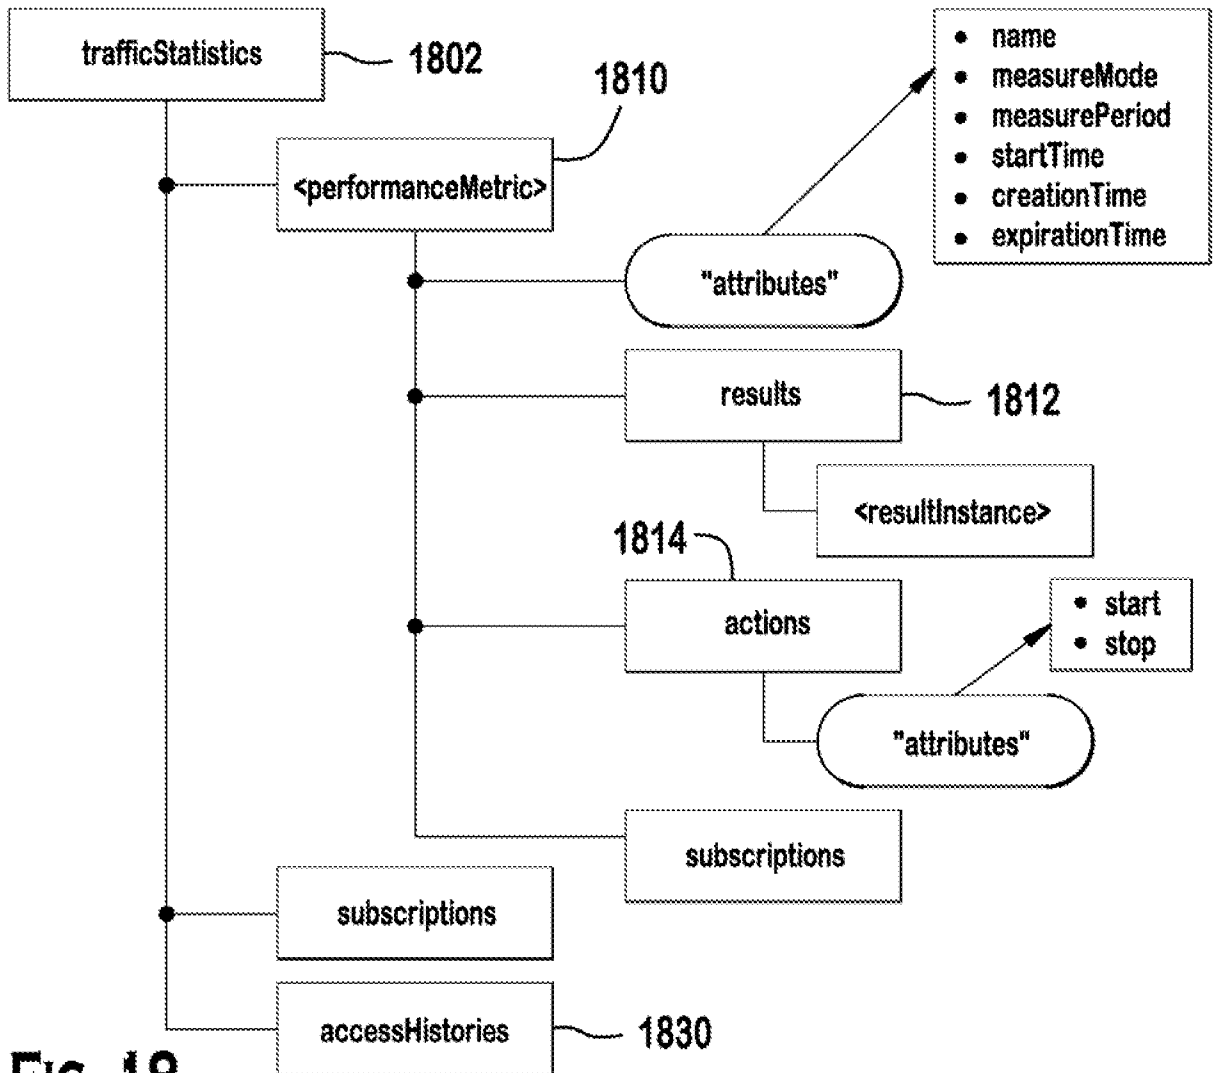 trafficStatistics
1802
1810
<performanceMetric>
• name
• measureMode
• measurePeriod
• startTime
• creationTime
• expirationTime
"attributes"
results
1812
<resultInstance>
1814
actions
• start
• stop
"attributes"
subscriptions
subscriptions
accessHistories
1830